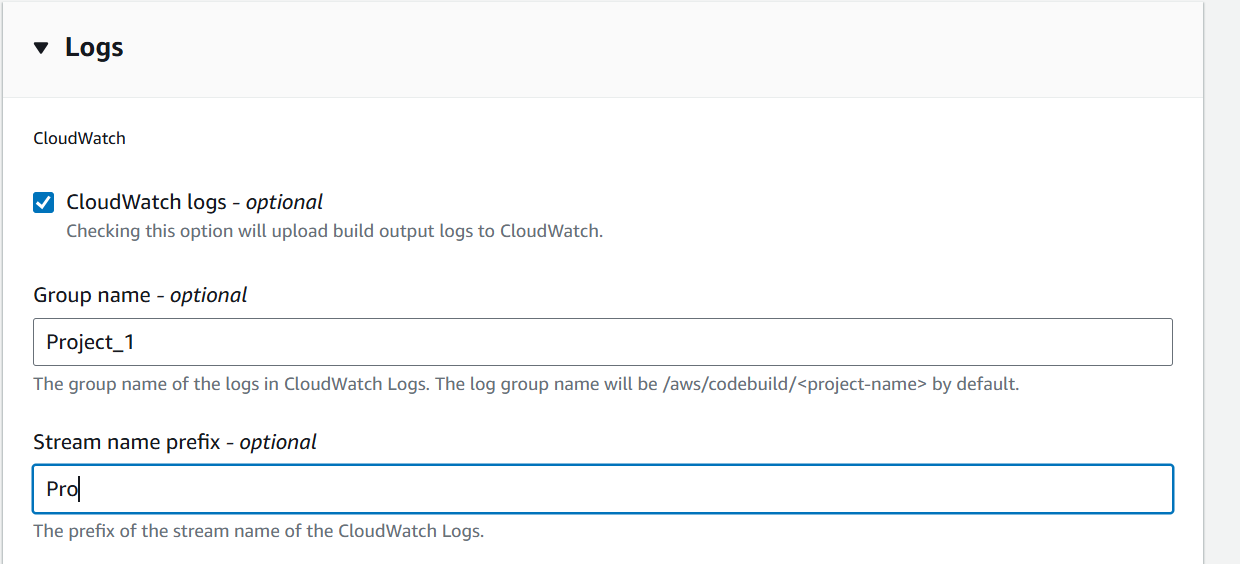 Logs
CloudWatch
CloudWatch logs - optional
Checking this option will upload build output logs to CloudWatch.
Group name - optional
Project_1
The group name of the logs in CloudWatch Logs. The log group name will be /aws/codebuild/<project-name> by default.
Stream name prefix - optional
Pro
The prefix of the stream name of the CloudWatch Logs.